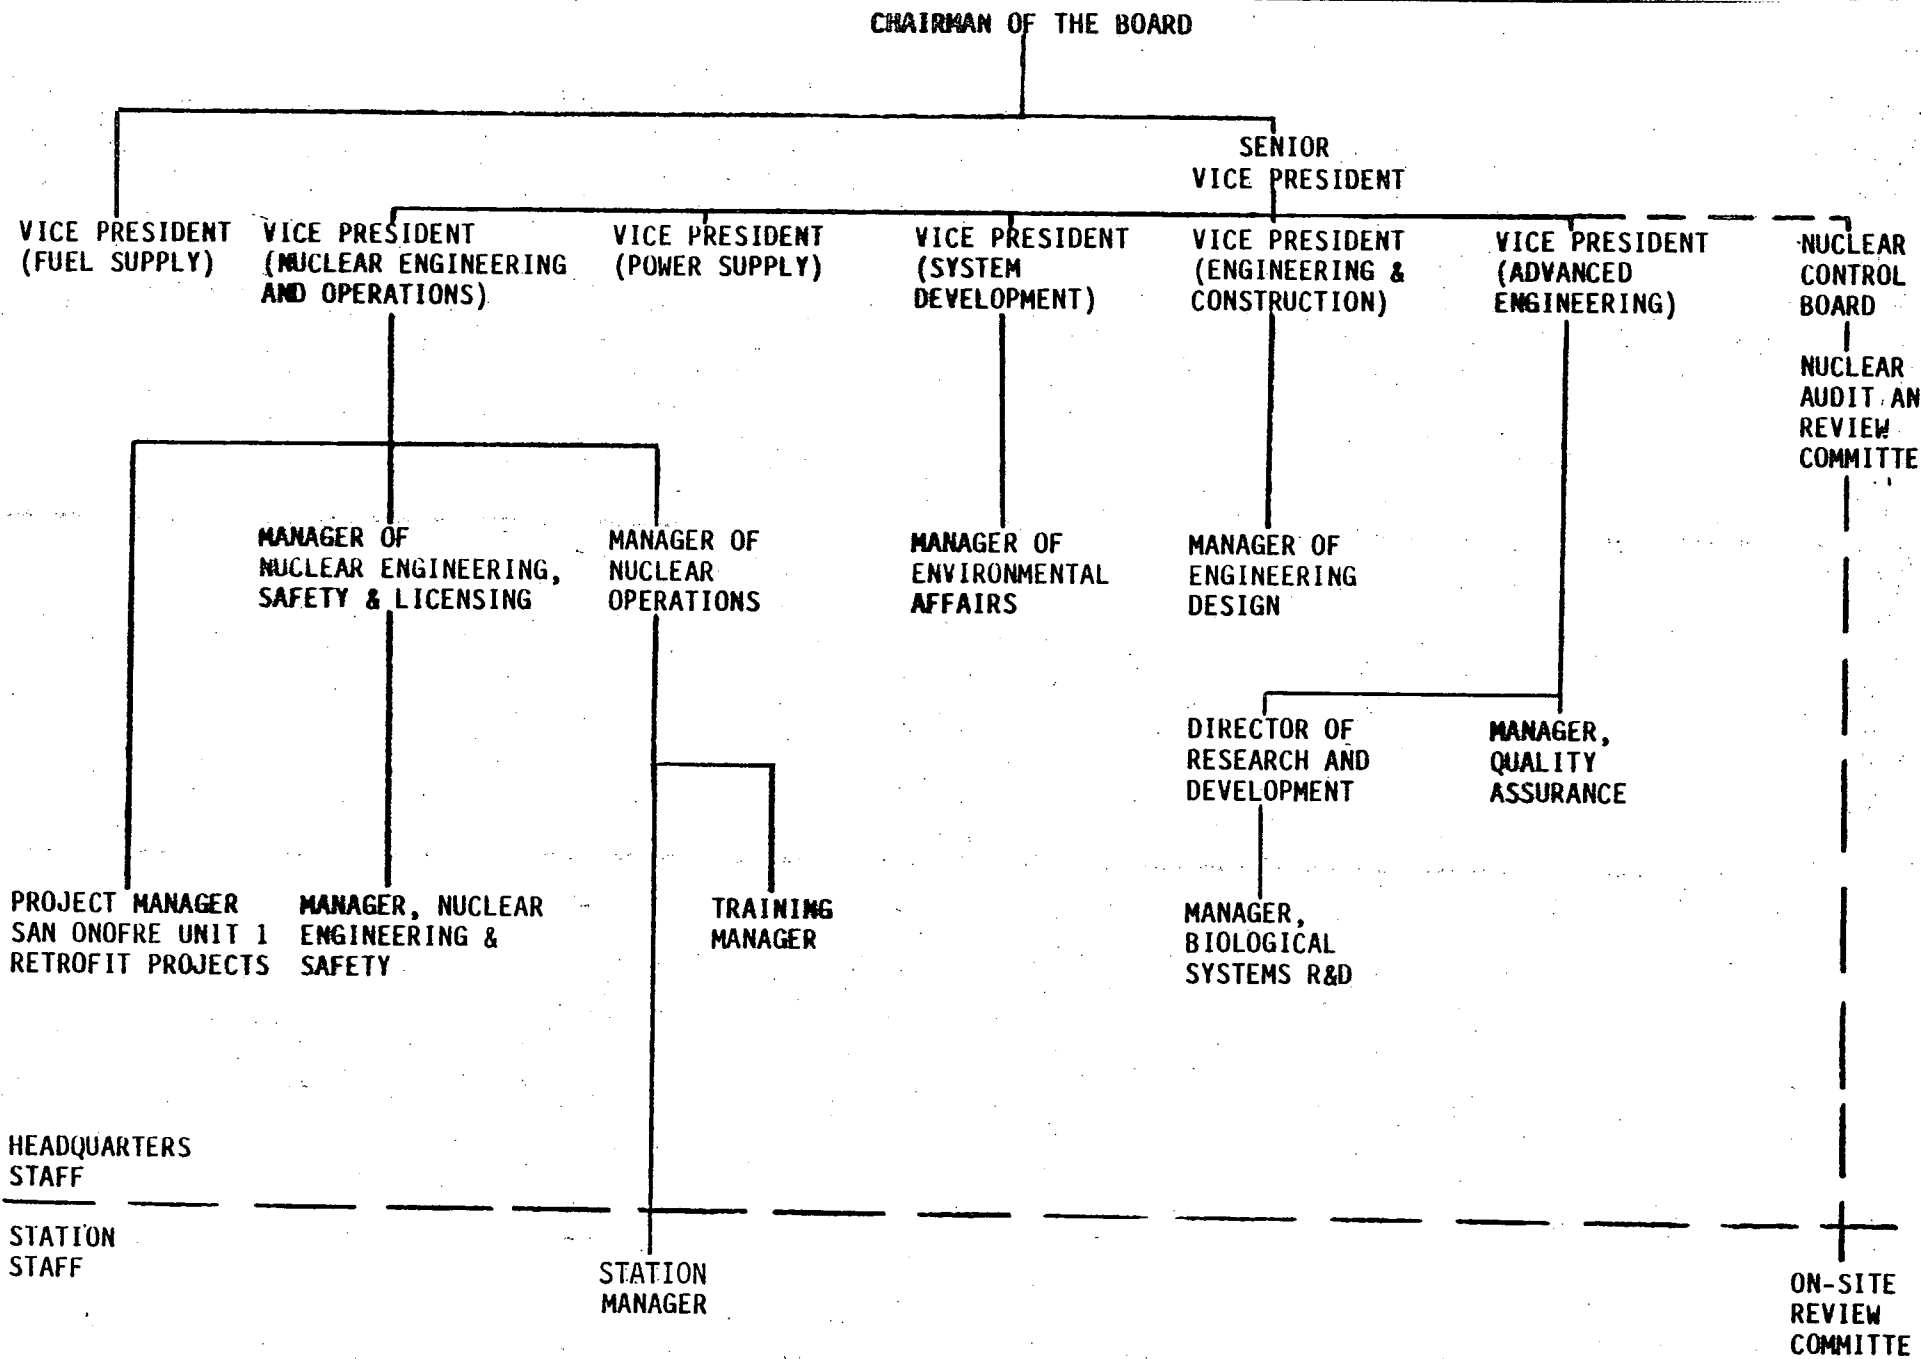 CHAIRMAN OF THE BOARD
SENIOR
VICE PRESIDENT
VICE PRESIDENT
(FUEL SUPPLY)
VICE PRESIDENT
(NUCLEAR ENGINEERING
AND OPERATIONS)
VICE PRESIDENT
(POWER SUPPLY)
VICE PRESIDENT
(SYSTEM
DEVELOPMENT)
VICE PRESIDENT
(ENGINEERING &
CONSTRUCTION)
VICE PRESIDENT
(ADVANCED
ENGINEERING)
NUCLEAR
CONTROL
BOARD
NUCLEAR
AUDIT AN
REVIEW
COMMITTE
MANAGER OF
NUCLEAR ENGINEERING,
SAFETY & LICENSING
MANAGER OF
NUCLEAR
OPERATIONS
MANAGER OF
ENVIRONMENTAL
AFFAIRS
MANAGER OF
ENGINEERING
DESIGN
DIRECTOR OF
RESEARCH AND
DEVELOPMENT
MANAGER,
QUALITY
ASSURANCE
PROJECT MANAGER
SAN ONOFRE UNIT 1
RETROFIT PROJECTS
MANAGER, NUCLEAR
ENGINEERING &
SAFETY
TRAINING
MANAGER
MANAGER,
BIOLOGICAL
SYSTEMS R&D
HEADQUARTERS
STAFF
STATION
STAFF
STATION
MANAGER
ON-SITE
REVIEW
COMMITTE